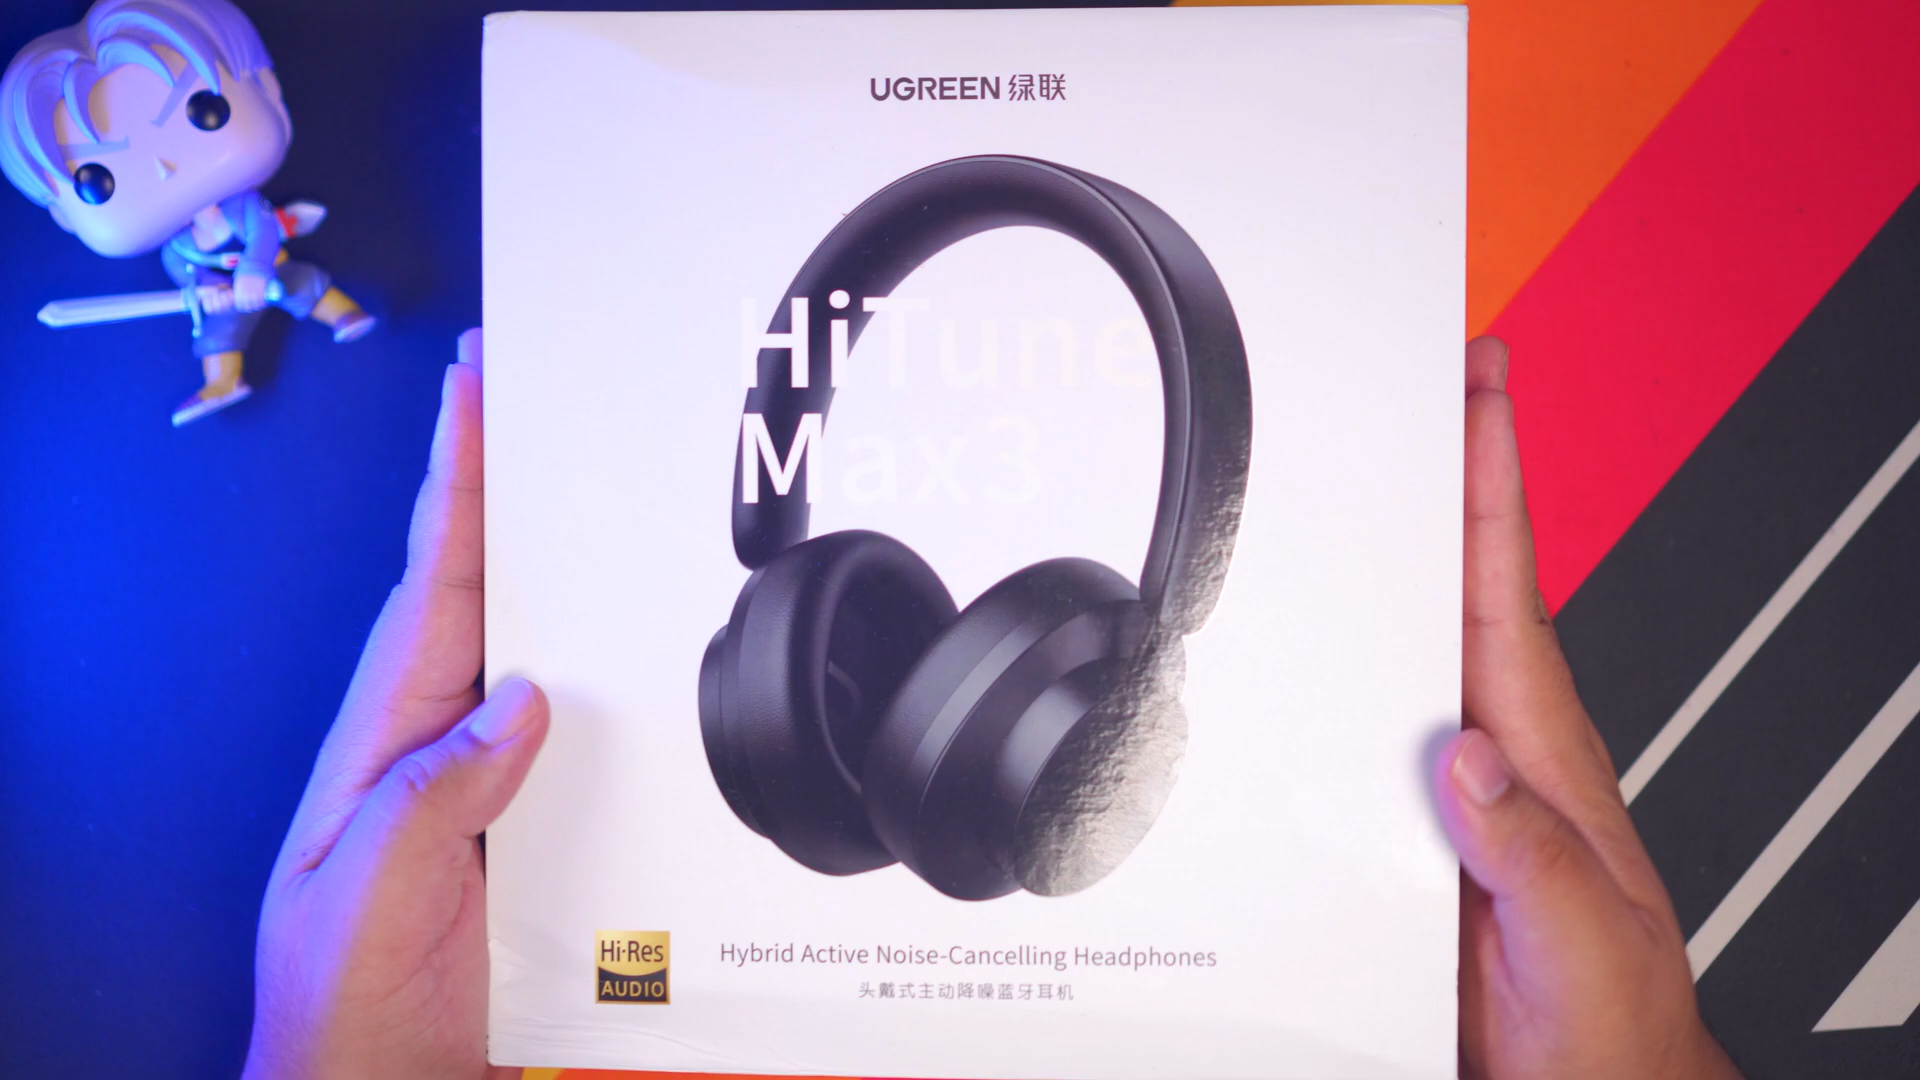 UGREEN 绿联
HiTune
Max3
Hi-Res
AUDIO
Hybrid Active Noise-Cancelling Headphones
头戴式主动降噪蓝牙耳机